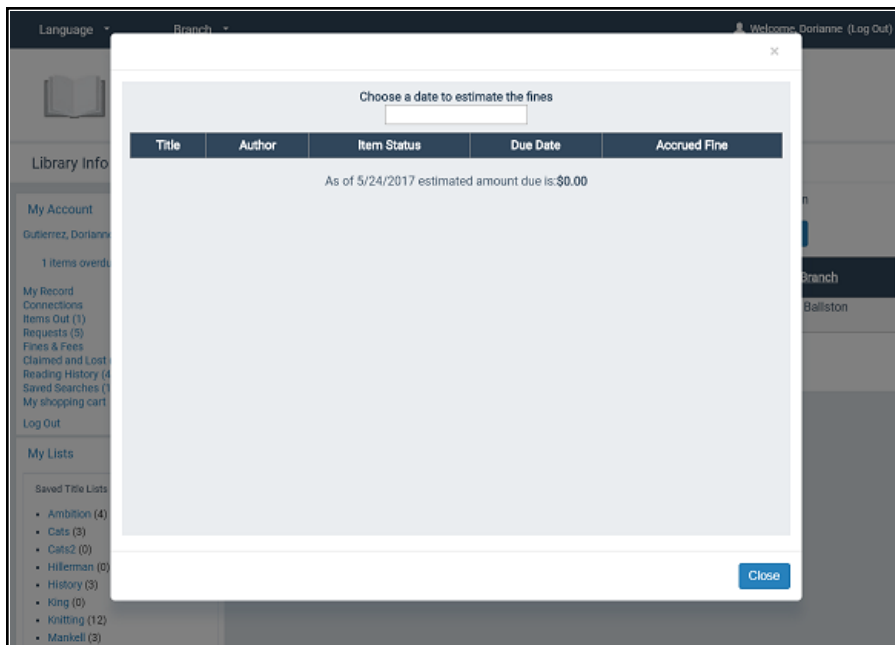 Language Branch Welcome, Dorianne (Log Out)
×
Choose a date to estimate the fines
Title Author Item Status Due Date Accrued Fine
As of 5/24/2017 estimated amount due is:$0.00
Close
Library Info
My Account
Gutierrez, Dorianne
1 items overdu
My Record
Connections
Items Out (1)
Requests (5)
Fines & Fees
Claimed and Lost
Reading History (4
Saved Searches (1
My shopping cart
Log Out
My Lists
Saved Title Lists
Ambition (4)
Cats (3)
Cats2 (0)
Hillerman (0)
History (3)
King (0)
Knitting (12)
Mankell (3)
Branch
Ballston